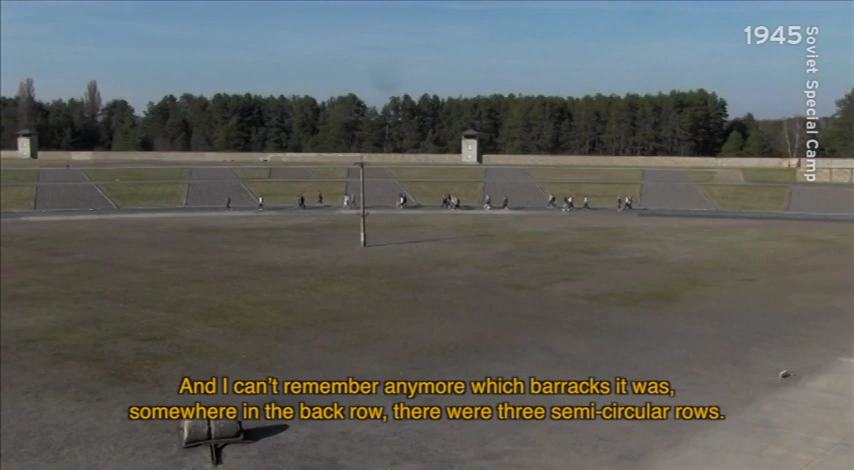 1945
Soviet Special Camp
And I can't remember anymore which barracks it was,
somewhere in the back row, there were three semi-circular rows.